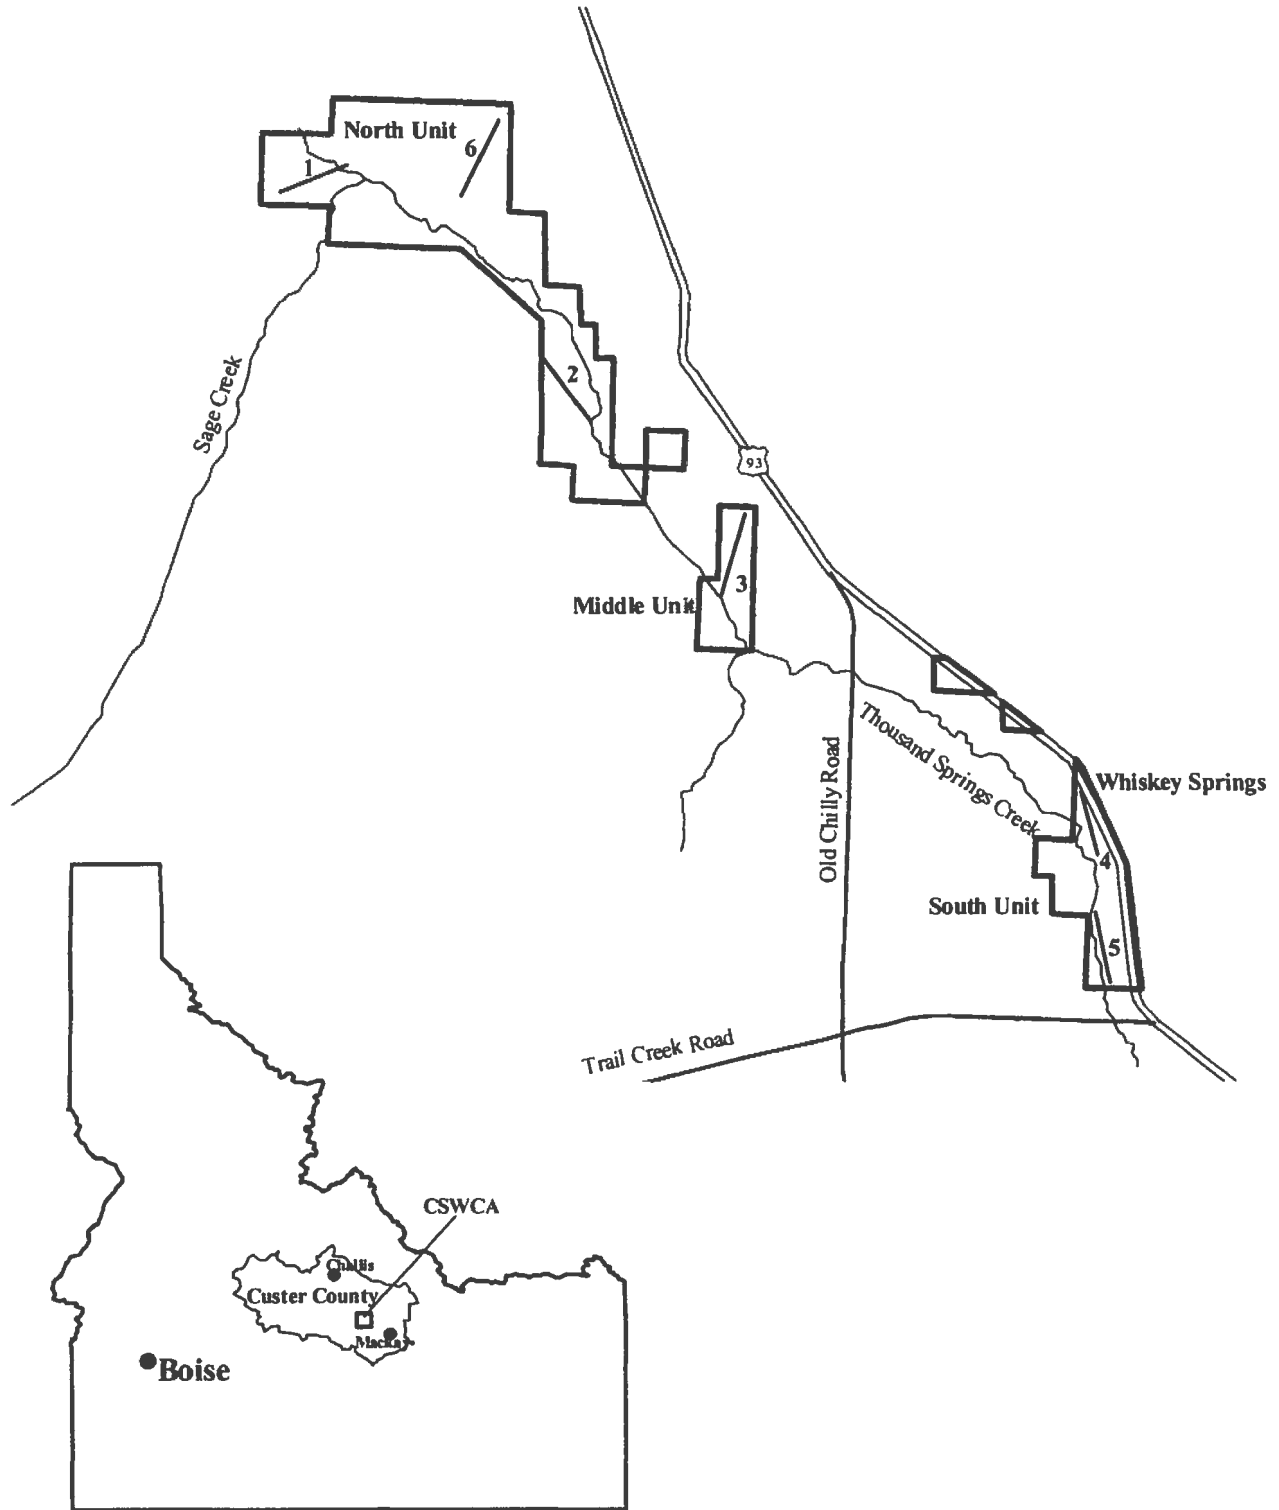 North Unit
6
1
Sage Creek
2
93
3
Middle Unit
Thousand Springs Creek
Old Chilly Road
Whiskey Springs
4
South Unit
5
Trail Creek Road
CSWCA
Challis
Custer County
Mackay
Boise